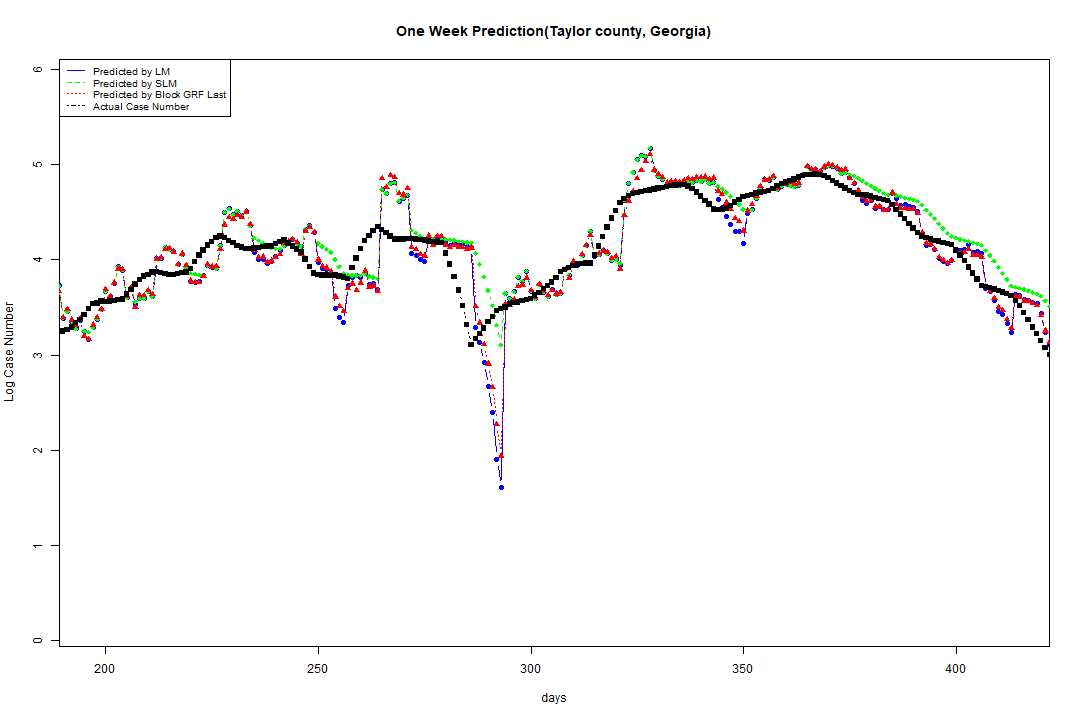 One Week Prediction(Taylor county, Georgia)
Predicted by LM
Predicted by SLM
Predicted by Block GRF Last
Actual Case Number
6
5
4
3
2
1
0
Log Case Number
200
250
300
350
400
days